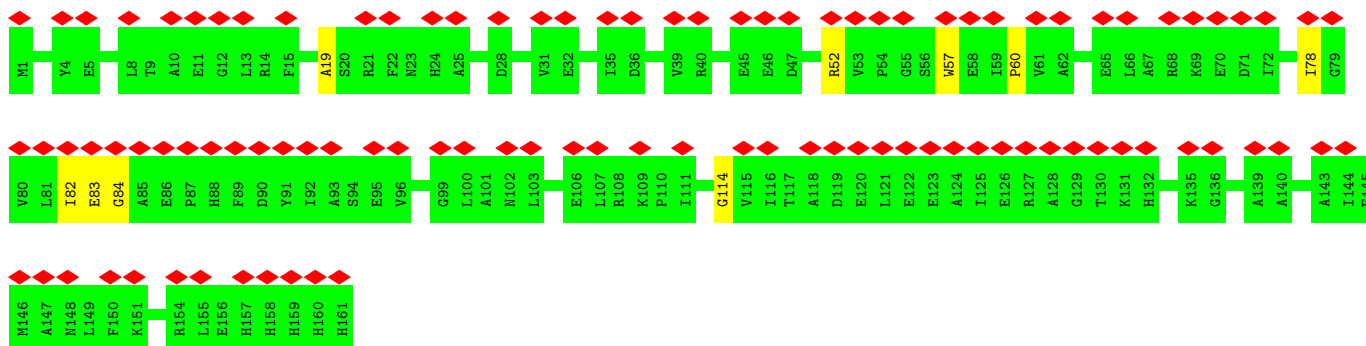 M1 Y4 E5 L8 T9 A10 E11 G12 L13 R14 F15 A19 S20 R21 F22 N23 H24 A25 D28 V31 E32 I35 D36 V39 R40 E45 E46 D47 R52 V53 P54 G55 S56 W57 E58 I59 P60 V61 A62 E65 L66 A67 R68 K69 E70 D71 I72 I78 G79
V80 L81 I82 E83 G84 A85 E86 P87 H88 F89 D90 Y91 I92 A93 S94 E95 V96 G99 L100 A101 N102 L103 E106 L107 R108 K109 P110 I111 G114 V115 I116 T117 A118 D119 E120 L121 E122 E123 A124 I125 E126 R127 A128 G129 T130 K131 H132 K135 G136 A139 A140 A143 I144 E145
M146 A147 N148 L149 F150 K151 R154 L155 E156 H157 H158 H159 H160 H161